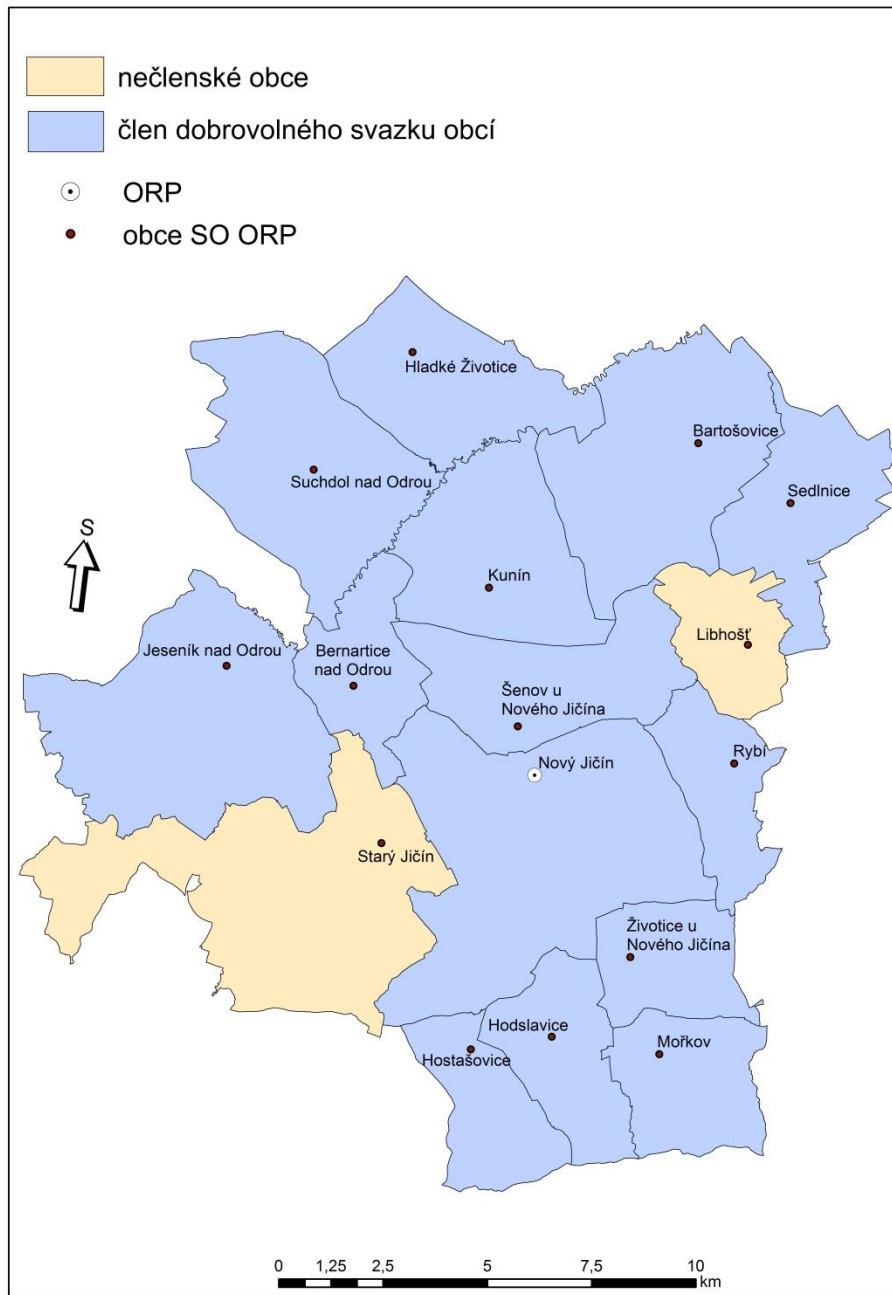 nečlenské obce
člen dobrovolného svazku obcí
ORP
obce SO ORP
Hladké Životice
Bartošovice
Suchdol nad Odrou
Sedlnice
S
Kunín
Libhošť
Jeseník nad Odrou
Bernartice
nad Odrou
Šenov u
Nového Jičína
Rybí
Nový Jičín
Starý Jičín
Životice u
Nového Jičína
Hodslavice
Hostašovice
Mořkov
0 1,25 2,5 5 7,5 10
km